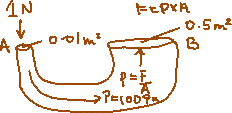 1N
F=P×A
A 0.01m²
0.5m²
B
P=F/A
P=100Pa